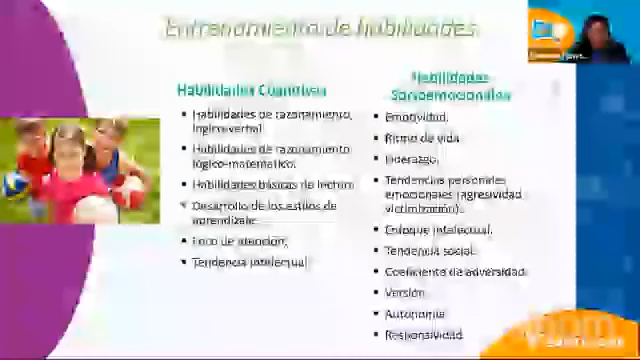 Entrenamiento de habilidades
Habilidades Cognitivas
Habilidades de razonamiento
lógico-verbal.
Habilidades de razonamiento
lógico-matemático.
Habilidades básicas de lectura
Desarrollo de los estilos de
aprendizaje.
Foco de atención.
Tendencia intelectual
Habilidades
Socioemocionales
Emotividad.
Ritmo de vida
Liderazgo.
Tendencias personales
emocionales (agresividad
victimización).
Enfoque intelectual.
Tendencia social.
Coeficiente de adversidad.
Versión
Autonomía
Responsividad